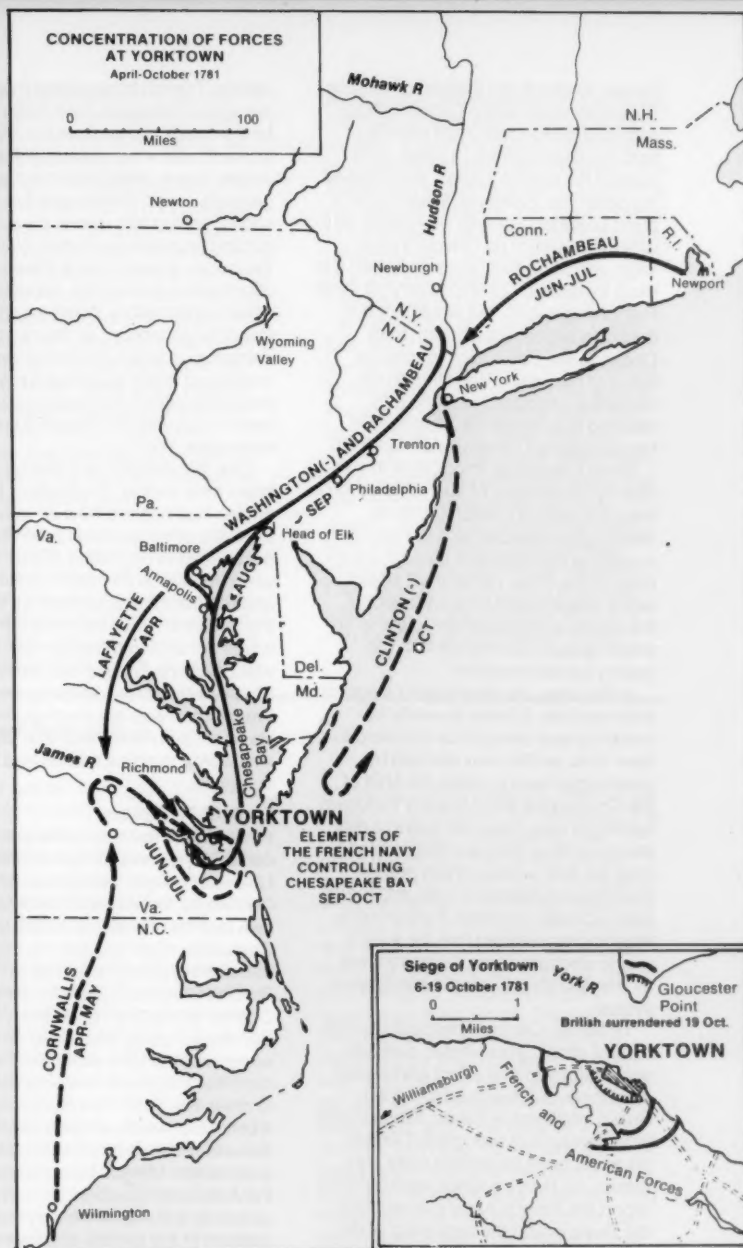 CONCENTRATION OF FORCES
AT YORKTOWN
April-October 1781
0 100
Miles
Mohawk R
N.H.
Mass.
Hudson R
Newton
Conn.
R.I.
ROCHAMBEAU
JUN-JUL
Newburgh
Newport
N.Y.
N.J.
Wyoming
Valley
New York
WASHINGTON(-) AND RACHAMBEAU
SEP
Trenton
Philadelphia
Pa.
Va.
Head of Elk
Baltimore
Annapolis
AUG
LAFAYETTE
APR
CLINTON (-)
OCT
Del.
Md.
Chesapeake
Bay
James R
Richmond
YORKTOWN
JUN-JUL
ELEMENTS OF
THE FRENCH NAVY
CONTROLLING
CHESAPEAKE BAY
SEP-OCT
Va.
N.C.
CORNWALLIS
APR-MAY
Wilmington
Siege of Yorktown
6-19 October 1781
0 1
Miles
York R
Gloucester
Point
British surrendered 19 Oct.
YORKTOWN
Williamsburgh
French and
American Forces